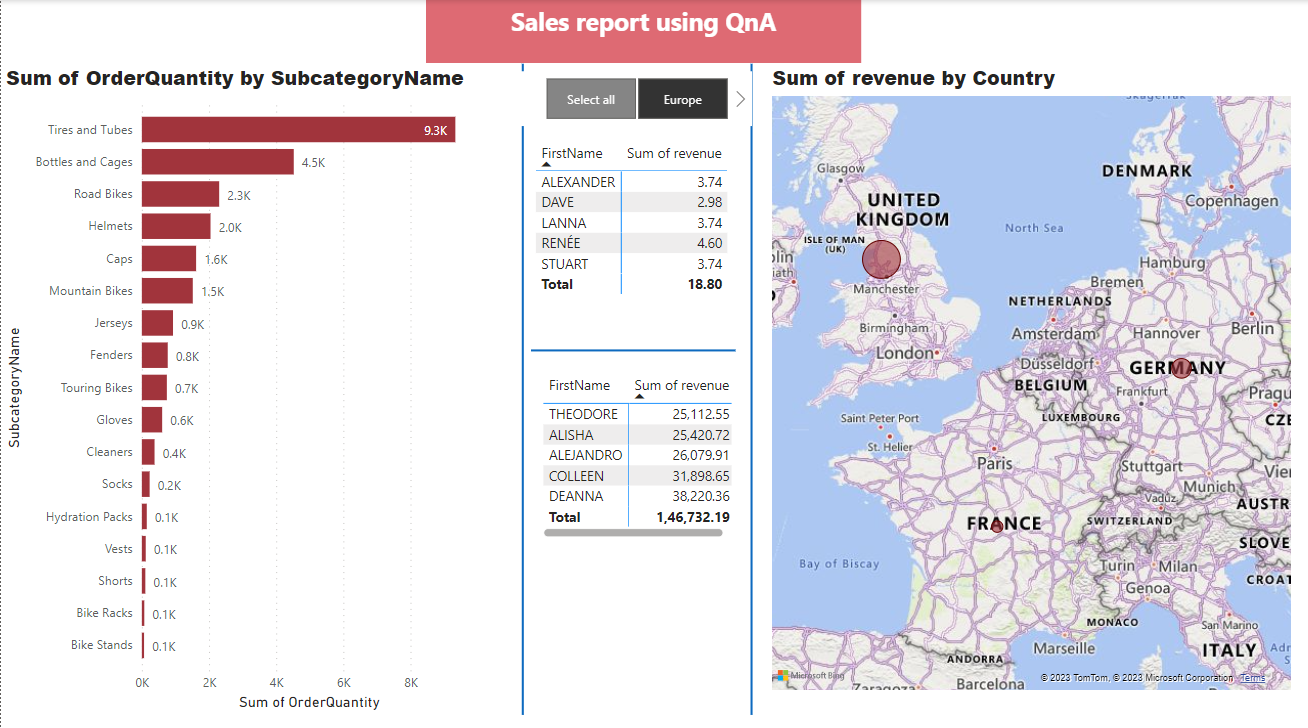 Sales report using QnA
Sum of OrderQuantity by SubcategoryName
SubcategoryName
Tires and Tubes 9.3K
Bottles and Cages 4.5K
Road Bikes 2.3K
Helmets 2.0K
Caps 1.6K
Mountain Bikes 1.5K
Jerseys 0.9K
Fenders 0.8K
Touring Bikes 0.7K
Gloves 0.6K
Cleaners 0.4K
Socks 0.2K
Hydration Packs 0.1K
Vests 0.1K
Shorts 0.1K
Bike Racks 0.1K
Bike Stands 0.1K
0K 2K 4K 6K 8K
Sum of OrderQuantity
Select all Europe
FirstName Sum of revenue
ALEXANDER 3.74
DAVE 2.98
LANNA 3.74
RENÉE 4.60
STUART 3.74
Total 18.80
FirstName Sum of revenue
THEODORE 25,112.55
ALISHA 25,420.72
ALEJANDRO 26,079.91
COLLEEN 31,898.65
DEANNA 38,220.36
Total 1,46,732.19
Sum of revenue by Country
Glasgow
DENMARK
Copenhagen
UNITED
KINGDOM
North Sea
ISLE OF MAN
(UK)
Hamburg
Manchester
Bremen
NETHERLANDS
Birmingham
Amsterdam
Hannover
Berlin
London
Düsseldorf
GERMANY
BELGIUM
Frankfurt
Saint Peter Port
LUXEMBOURG
St. Helier
Paris
Stuttgart
Munich
Vaduz
FRANCE
SWITZERLAND
Bay of Biscay
Turin
Milan
Genoa
MONACO
San Marino
Marseille
ITALY
ANDORRA
Barcelona
Microsoft Bing
© 2023 TomTom, © 2023 Microsoft Corporation Terms